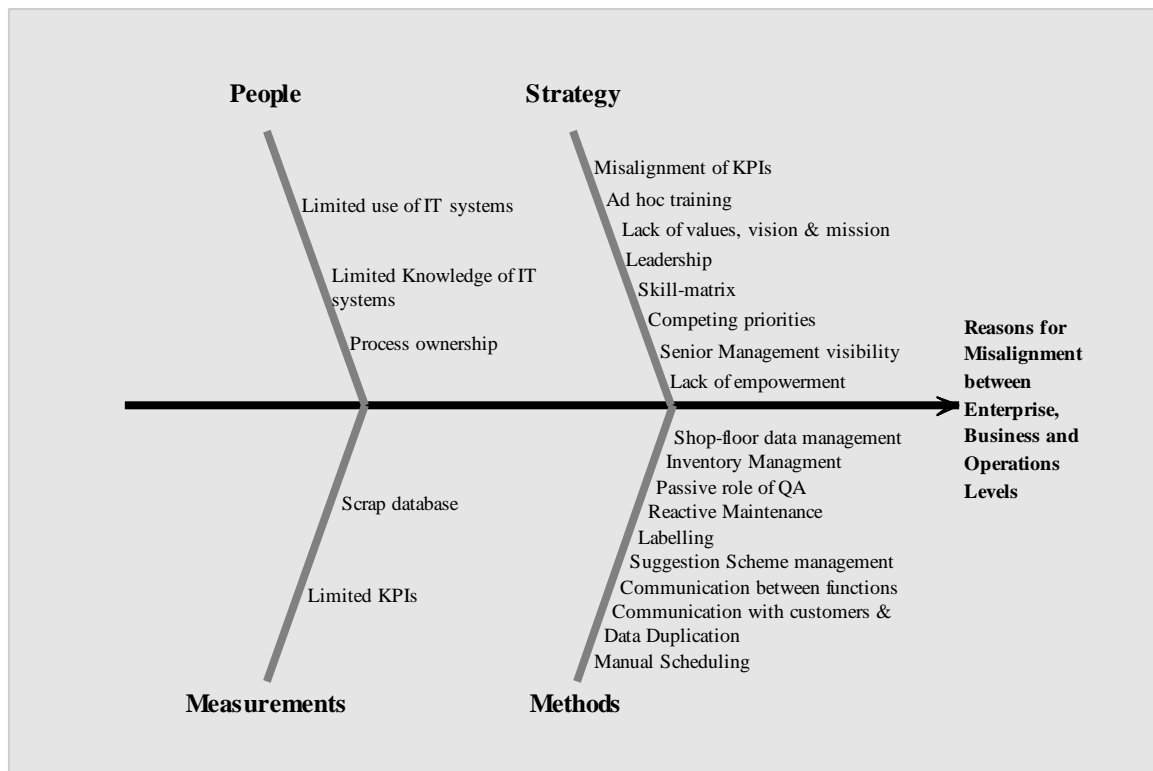 People
Strategy
Limited use of IT systems
Limited Knowledge of IT
systems
Process ownership
Misalignment of KPIs
Ad hoc training
Lack of values, vision & mission
Leadership
Skill-matrix
Competing priorities
Senior Management visibility
Lack of empowerment
Reasons for
Misalignment
between
Enterprise,
Business and
Operations
Levels
Scrap database
Limited KPIs
Shop-floor data management
Inventory Managment
Passive role of QA
Reactive Maintenance
Labelling
Suggestion Scheme management
Communication between functions
Communication with customers &
Data Duplication
Manual Scheduling
Measurements
Methods